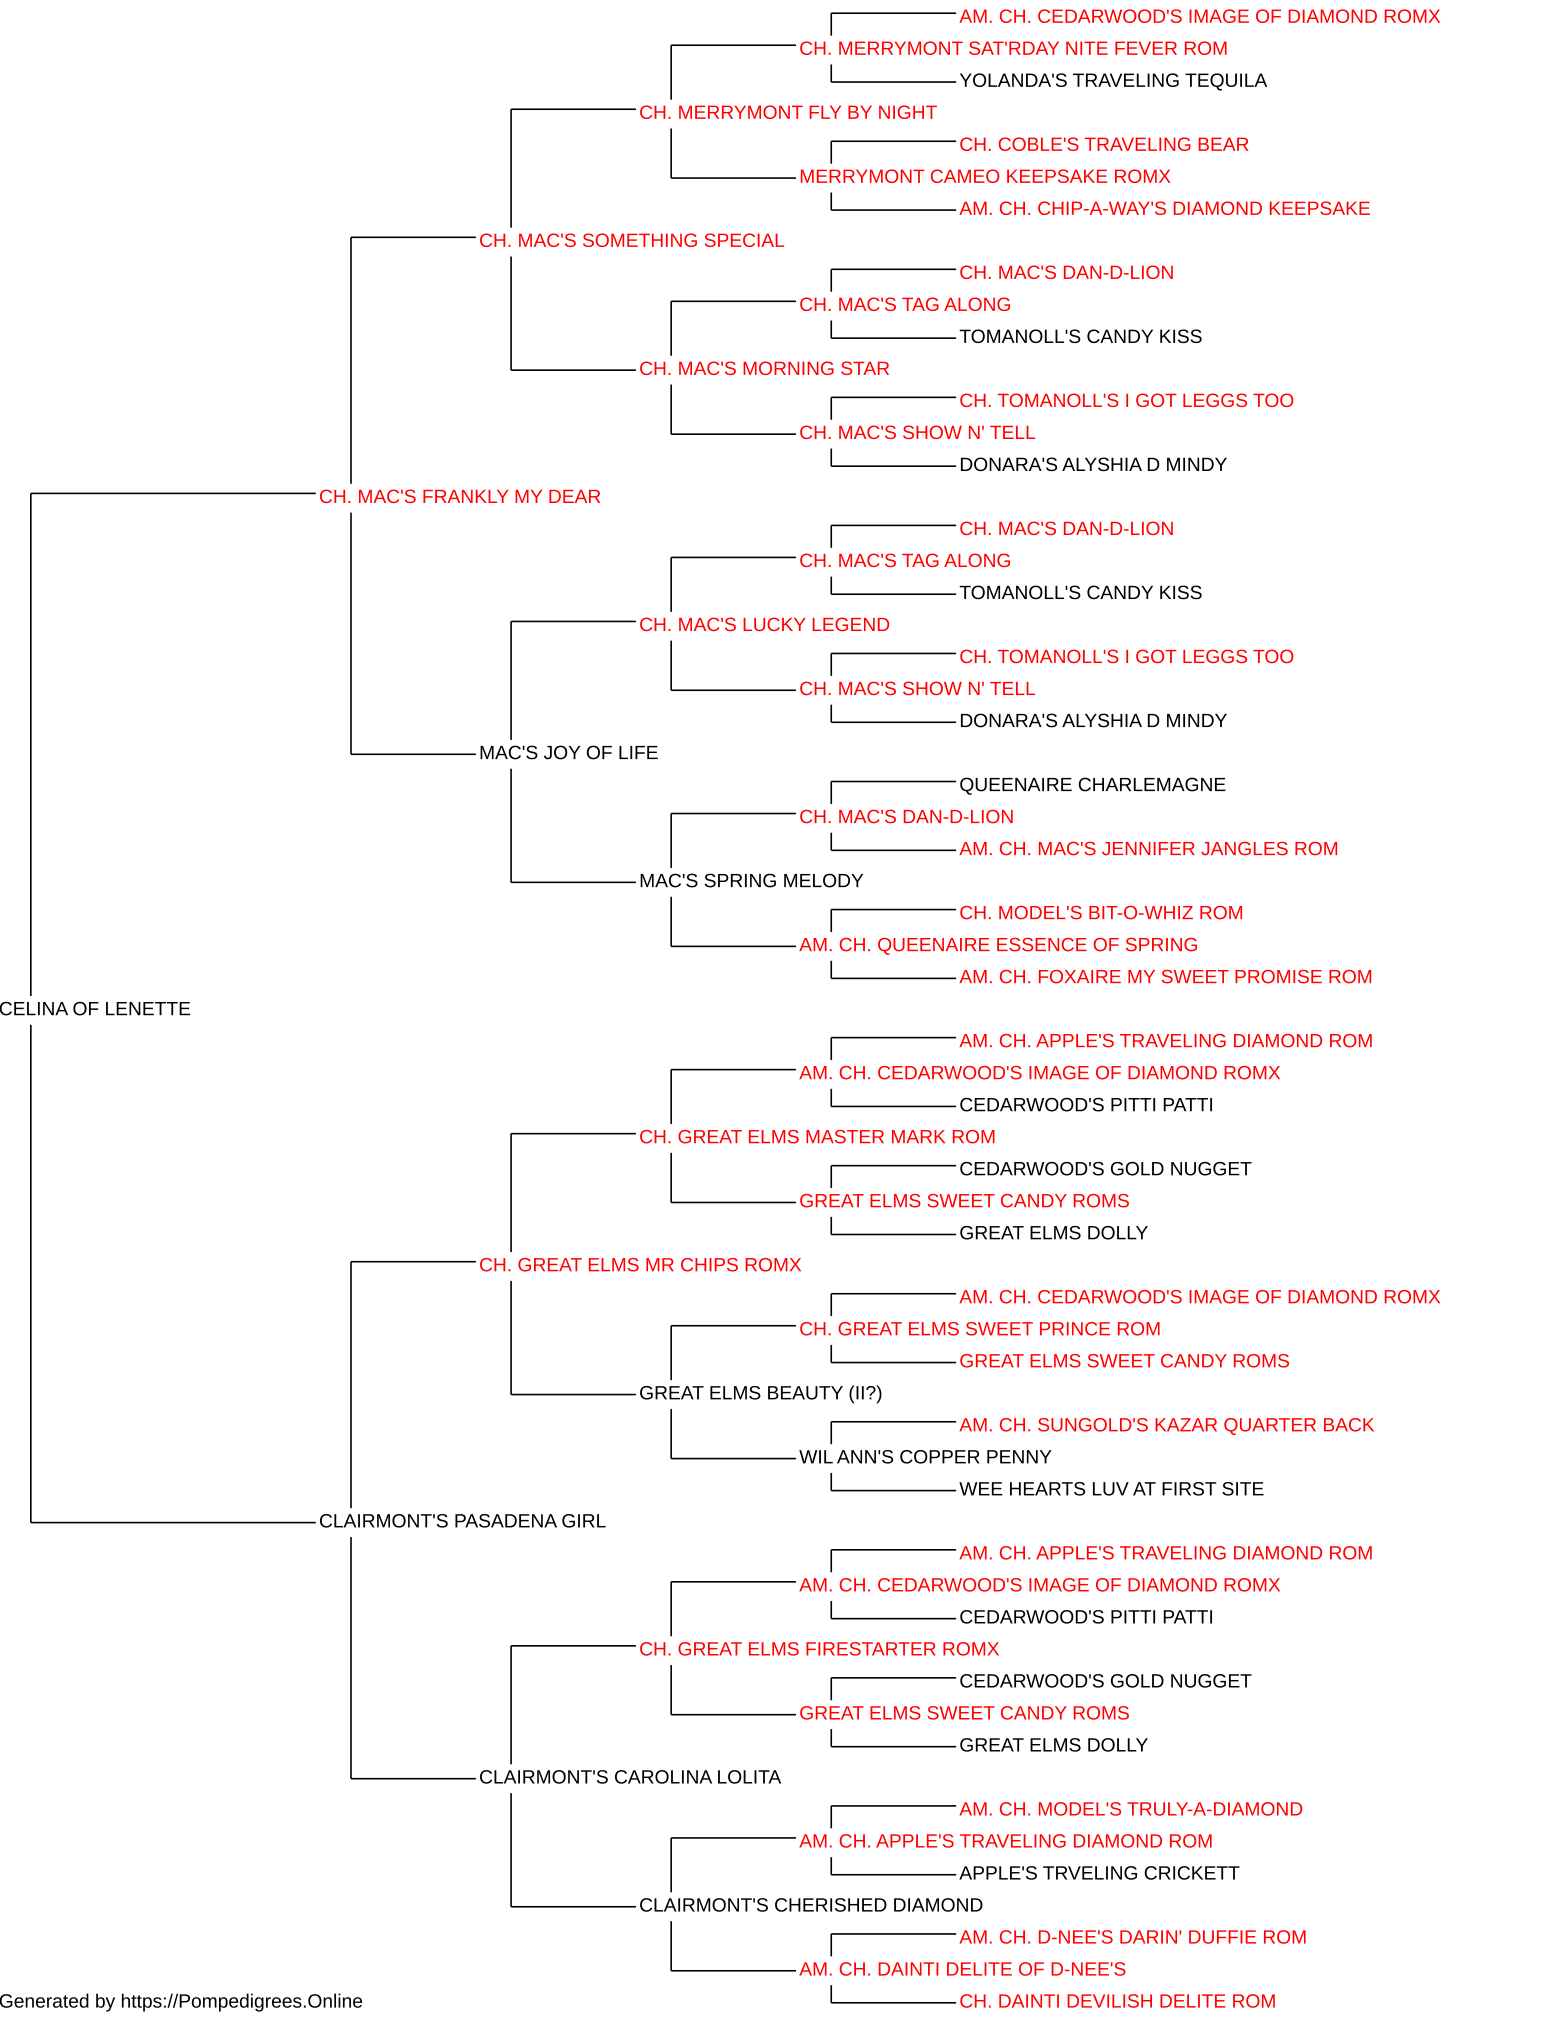 AM. CH. CEDARWOOD'S IMAGE OF DIAMOND ROMX
CH. MERRYMONT SAT'RDAY NITE FEVER ROM
YOLANDA'S TRAVELING TEQUILA
CH. MERRYMONT FLY BY NIGHT
CH. COBLE'S TRAVELING BEAR
MERRYMONT CAMEO KEEPSAKE ROMX
AM. CH. CHIP-A-WAY'S DIAMOND KEEPSAKE
CH. MAC'S SOMETHING SPECIAL
CH. MAC'S DAN-D-LION
CH. MAC'S TAG ALONG
TOMANOLL'S CANDY KISS
CH. MAC'S MORNING STAR
CH. TOMANOLL'S I GOT LEGGS TOO
CH. MAC'S SHOW N' TELL
DONARA'S ALYSHIA D MINDY
CH. MAC'S FRANKLY MY DEAR
CH. MAC'S DAN-D-LION
CH. MAC'S TAG ALONG
TOMANOLL'S CANDY KISS
CH. MAC'S LUCKY LEGEND
CH. TOMANOLL'S I GOT LEGGS TOO
CH. MAC'S SHOW N' TELL
DONARA'S ALYSHIA D MINDY
MAC'S JOY OF LIFE
QUEENAIRE CHARLEMAGNE
CH. MAC'S DAN-D-LION
AM. CH. MAC'S JENNIFER JANGLES ROM
MAC'S SPRING MELODY
CH. MODEL'S BIT-O-WHIZ ROM
AM. CH. QUEENAIRE ESSENCE OF SPRING
AM. CH. FOXAIRE MY SWEET PROMISE ROM
CELINA OF LENETTE
AM. CH. APPLE'S TRAVELING DIAMOND ROM
AM. CH. CEDARWOOD'S IMAGE OF DIAMOND ROMX
CEDARWOOD'S PITTI PATTI
CH. GREAT ELMS MASTER MARK ROM
CEDARWOOD'S GOLD NUGGET
GREAT ELMS SWEET CANDY ROMS
GREAT ELMS DOLLY
CH. GREAT ELMS MR CHIPS ROMX
AM. CH. CEDARWOOD'S IMAGE OF DIAMOND ROMX
CH. GREAT ELMS SWEET PRINCE ROM
GREAT ELMS SWEET CANDY ROMS
GREAT ELMS BEAUTY (II?)
AM. CH. SUNGOLD'S KAZAR QUARTER BACK
WIL ANN'S COPPER PENNY
WEE HEARTS LUV AT FIRST SITE
CLAIRMONT'S PASADENA GIRL
AM. CH. APPLE'S TRAVELING DIAMOND ROM
AM. CH. CEDARWOOD'S IMAGE OF DIAMOND ROMX
CEDARWOOD'S PITTI PATTI
CH. GREAT ELMS FIRESTARTER ROMX
CEDARWOOD'S GOLD NUGGET
GREAT ELMS SWEET CANDY ROMS
GREAT ELMS DOLLY
CLAIRMONT'S CAROLINA LOLITA
AM. CH. MODEL'S TRULY-A-DIAMOND
AM. CH. APPLE'S TRAVELING DIAMOND ROM
APPLE'S TRVELING CRICKETT
CLAIRMONT'S CHERISHED DIAMOND
AM. CH. D-NEE'S DARIN' DUFFIE ROM
AM. CH. DAINTI DELITE OF D-NEE'S
CH. DAINTI DEVILISH DELITE ROM
Generated by https://Pompedigrees.Online